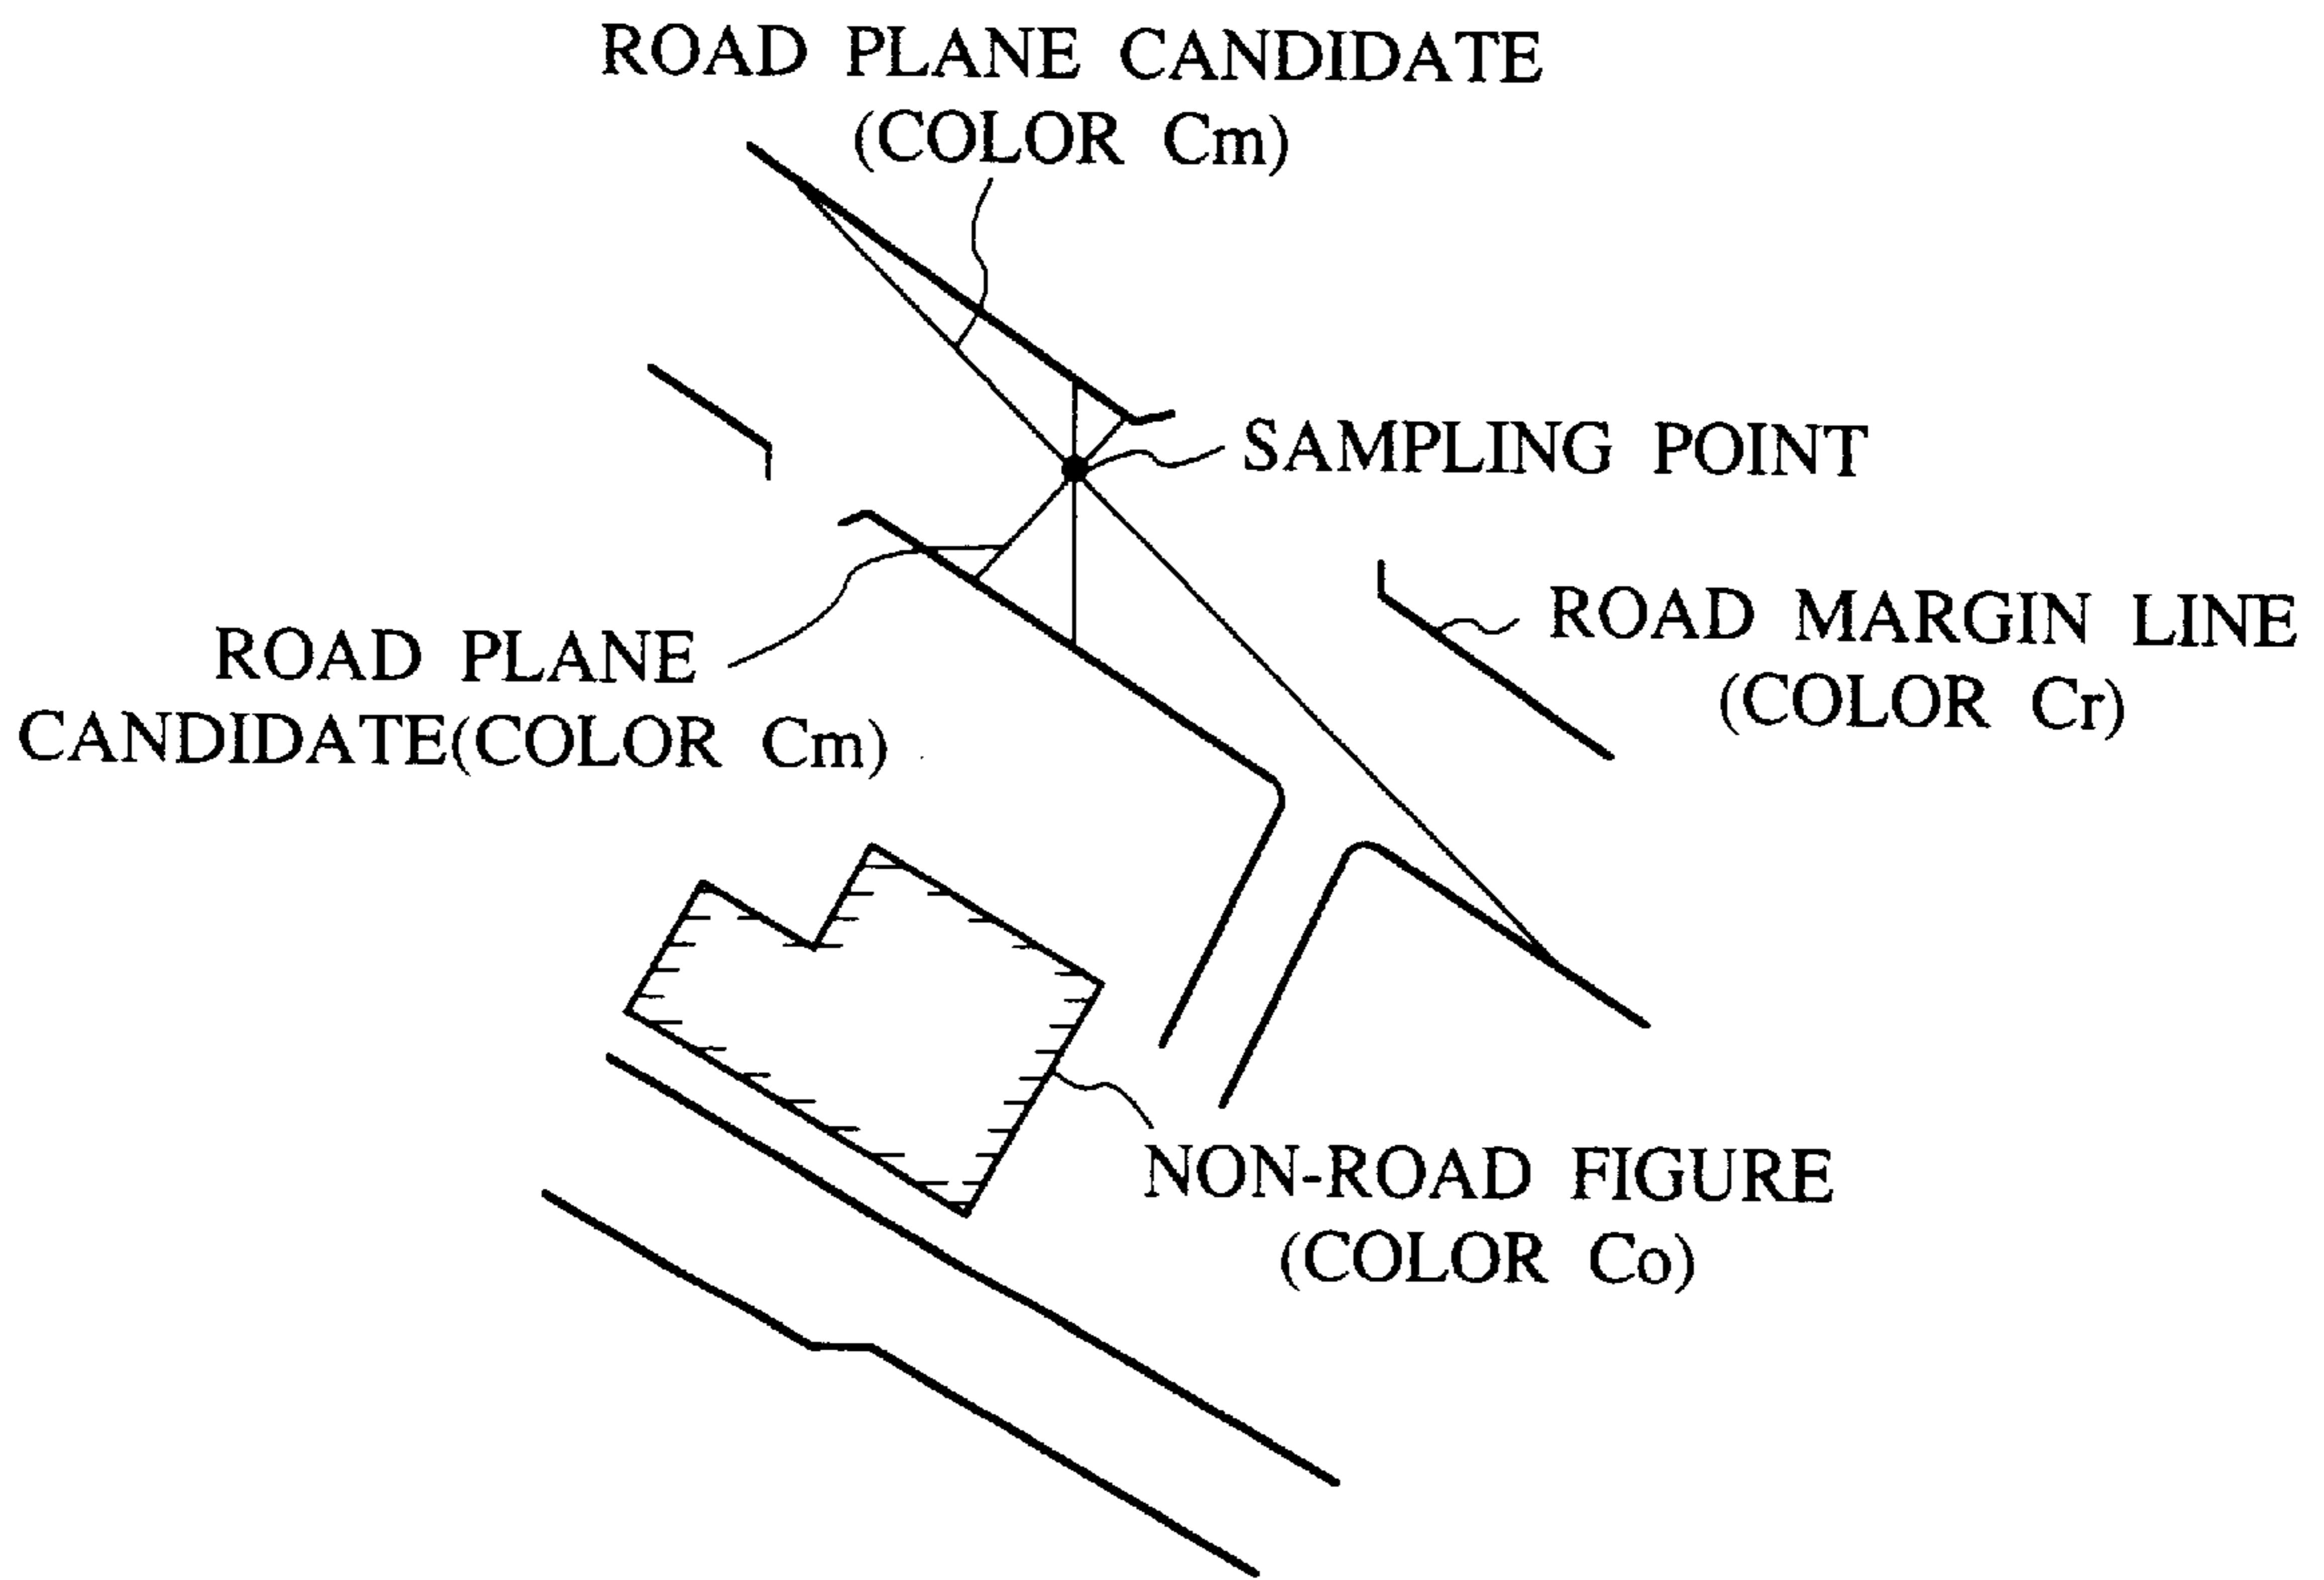 ROAD PLANE CANDIDATE
(COLOR Cm)
SAMPLING POINT
ROAD MARGIN LINE
(COLOR Cr)
ROAD PLANE
CANDIDATE(COLOR Cm)
NON-ROAD FIGURE
(COLOR Co)